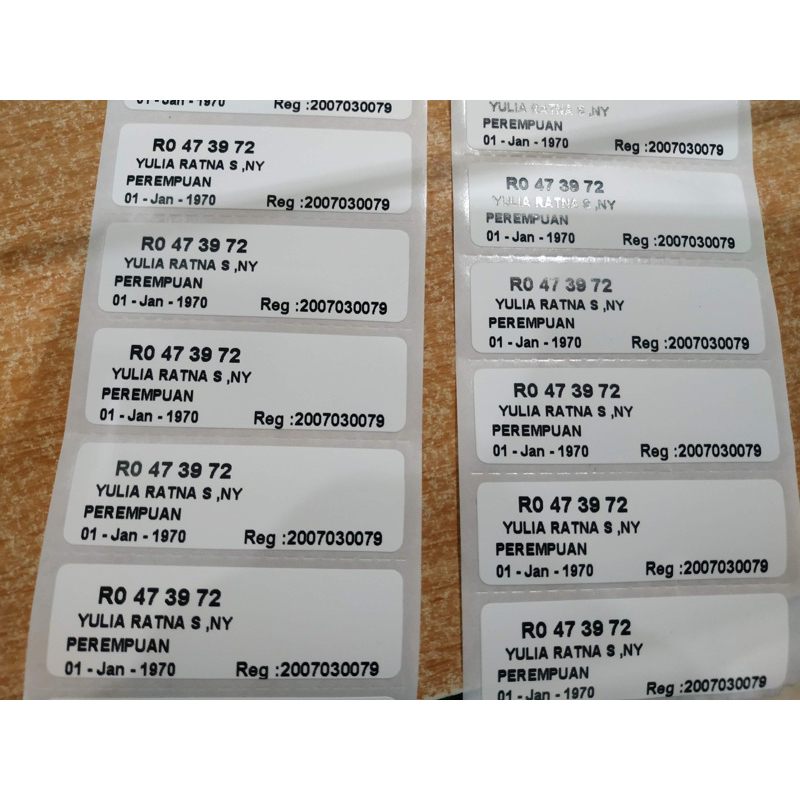 01 - Jan - 1970 Reg :2007030079
R0 47 39 72
YULIA RATNA S ,NY
PEREMPUAN
01 - Jan - 1970 Reg :2007030079
R0 47 39 72
YULIA RATNA S ,NY
PEREMPUAN
01 - Jan - 1970 Reg :2007030079
R0 47 39 72
YULIA RATNA S ,NY
PEREMPUAN
01 - Jan - 1970 Reg :2007030079
R0 47 39 72
YULIA RATNA S ,NY
PEREMPUAN
01 - Jan - 1970 Reg :2007030079
R0 47 39 72
YULIA RATNA S ,NY
PEREMPUAN
01 - Jan - 1970 Reg :2007030079
YULIA RATNA S ,NY
PEREMPUAN
01 - Jan - 1970 Reg :2007030079
R0 47 39 72
YULIA RATNA S ,NY
PEREMPUAN
01 - Jan - 1970 Reg :2007030079
R0 47 39 72
YULIA RATNA S ,NY
PEREMPUAN
01 - Jan - 1970 Reg :2007030079
R0 47 39 72
YULIA RATNA S ,NY
PEREMPUAN
01 - Jan - 1970 Reg :2007030079
R0 47 39 72
YULIA RATNA S ,NY
PEREMPUAN
01 - Jan - 1970 Reg :2007030079
R0 47 39 72
YULIA RATNA S ,NY
PEREMPUAN
01 - Jan - 1970 Reg :2007030079